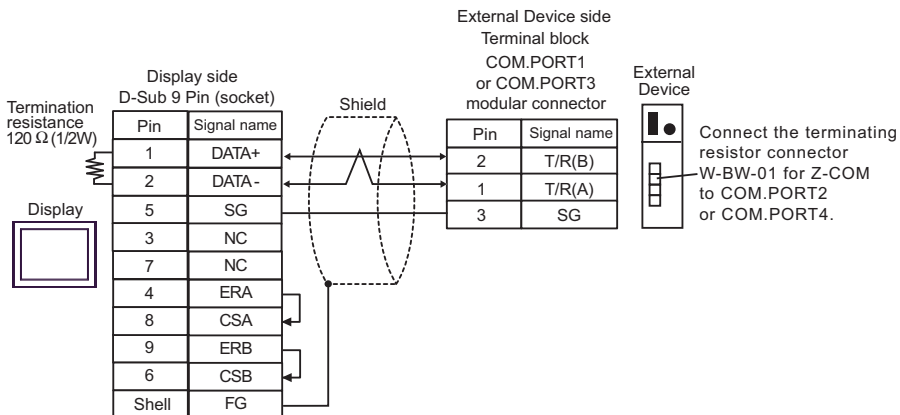 External Device side
Terminal block
COM.PORT1
or COM.PORT3
modular connector
Display side
D-Sub 9 Pin (socket)
Termination
resistance
120 Ω (1/2W)
Shield
External
Device
Pin Signal name
1 DATA+
2 DATA-
5 SG
3 NC
7 NC
4 ERA
8 CSA
9 ERB
6 CSB
Shell FG
Display
Pin Signal name
2 T/R(B)
1 T/R(A)
3 SG
Connect the terminating
resistor connector
W-BW-01 for Z-COM
to COM.PORT2
or COM.PORT4.